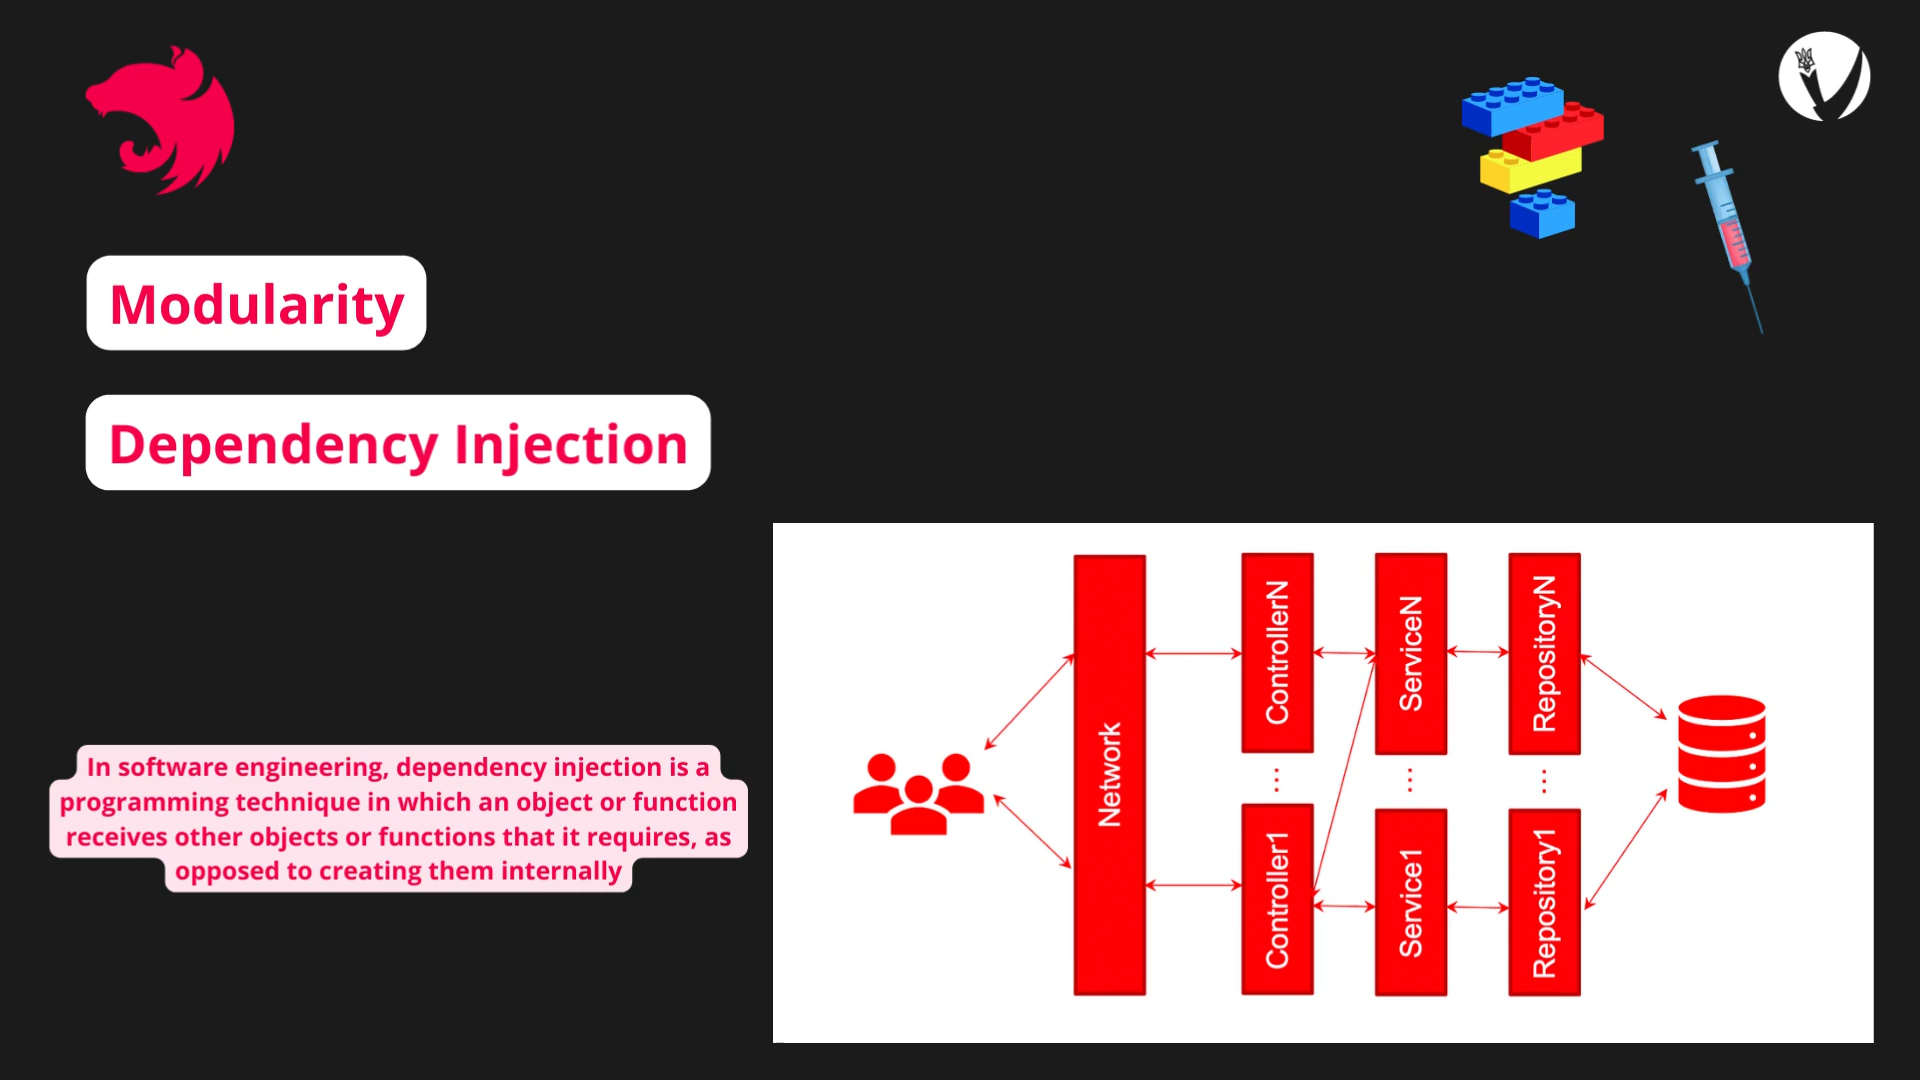 Modularity
Dependency Injection
In software engineering, dependency injection is a
programming technique in which an object or function
receives other objects or functions that it requires, as
opposed to creating them internally
Network
ControllerN
ServiceN
RepositoryN
...
...
...
Controller1
Service1
Repository1